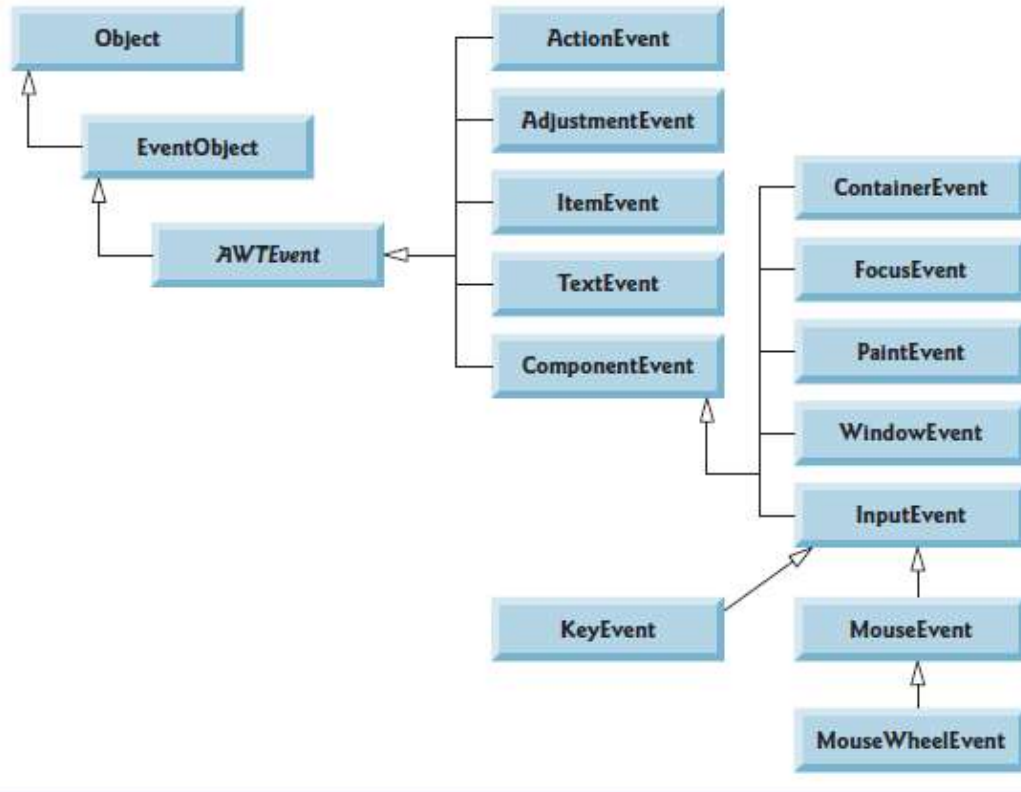 Object
EventObject
AWTEvent
ActionEvent
AdjustmentEvent
ItemEvent
TextEvent
ComponentEvent
ContainerEvent
FocusEvent
PaintEvent
WindowEvent
InputEvent
KeyEvent
MouseEvent
MouseWheelEvent